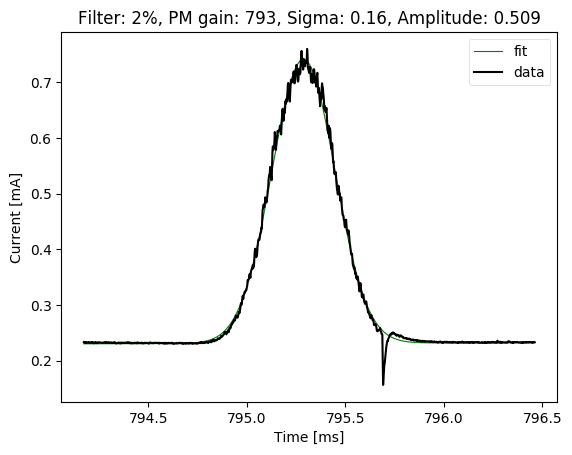 Filter: 2%, PM gain: 793, Sigma: 0.16, Amplitude: 0.509
fit
data
0.7
0.6
0.5
0.4
0.3
0.2
Current [mA]
794.5
795.0
795.5
796.0
796.5
Time [ms]